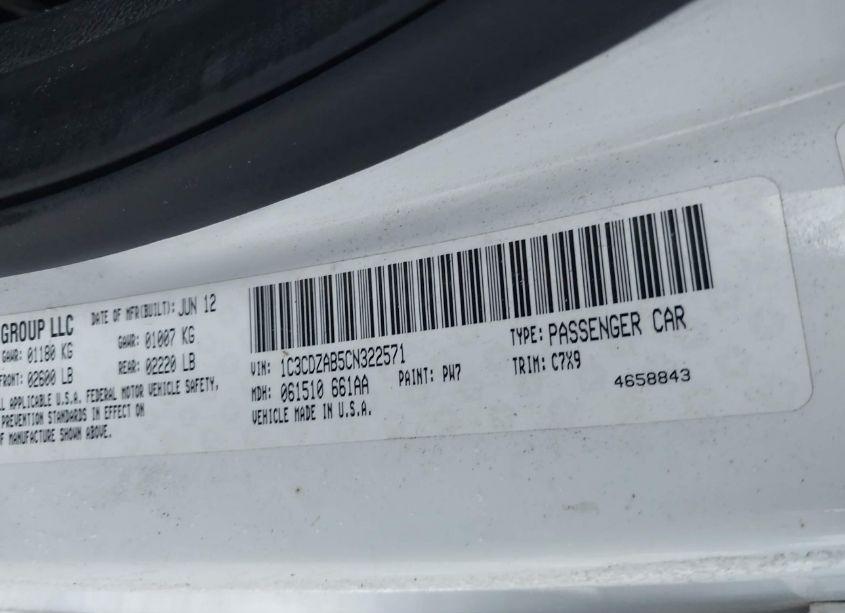 GROUP LLC
DATE OF MFR(BUILT): JUN 12
GAWR: 01180 KG
GAWR: 01007 KG
FRONT: 02600 LB
REAR: 02220 LB
ALL APPLICABLE U.S.A. FEDERAL MOTOR VEHICLE SAFETY,
PREVENTION STANDARDS IN EFFECT ON
OF MANUFACTURE SHOWN ABOVE.
VIN: 1C3CDZAB5CN322571
TYPE: PASSENGER CAR
MDH: 061510 661AA
PAINT: PW7
TRIM: C7X9
VEHICLE MADE IN U.S.A.
4658843